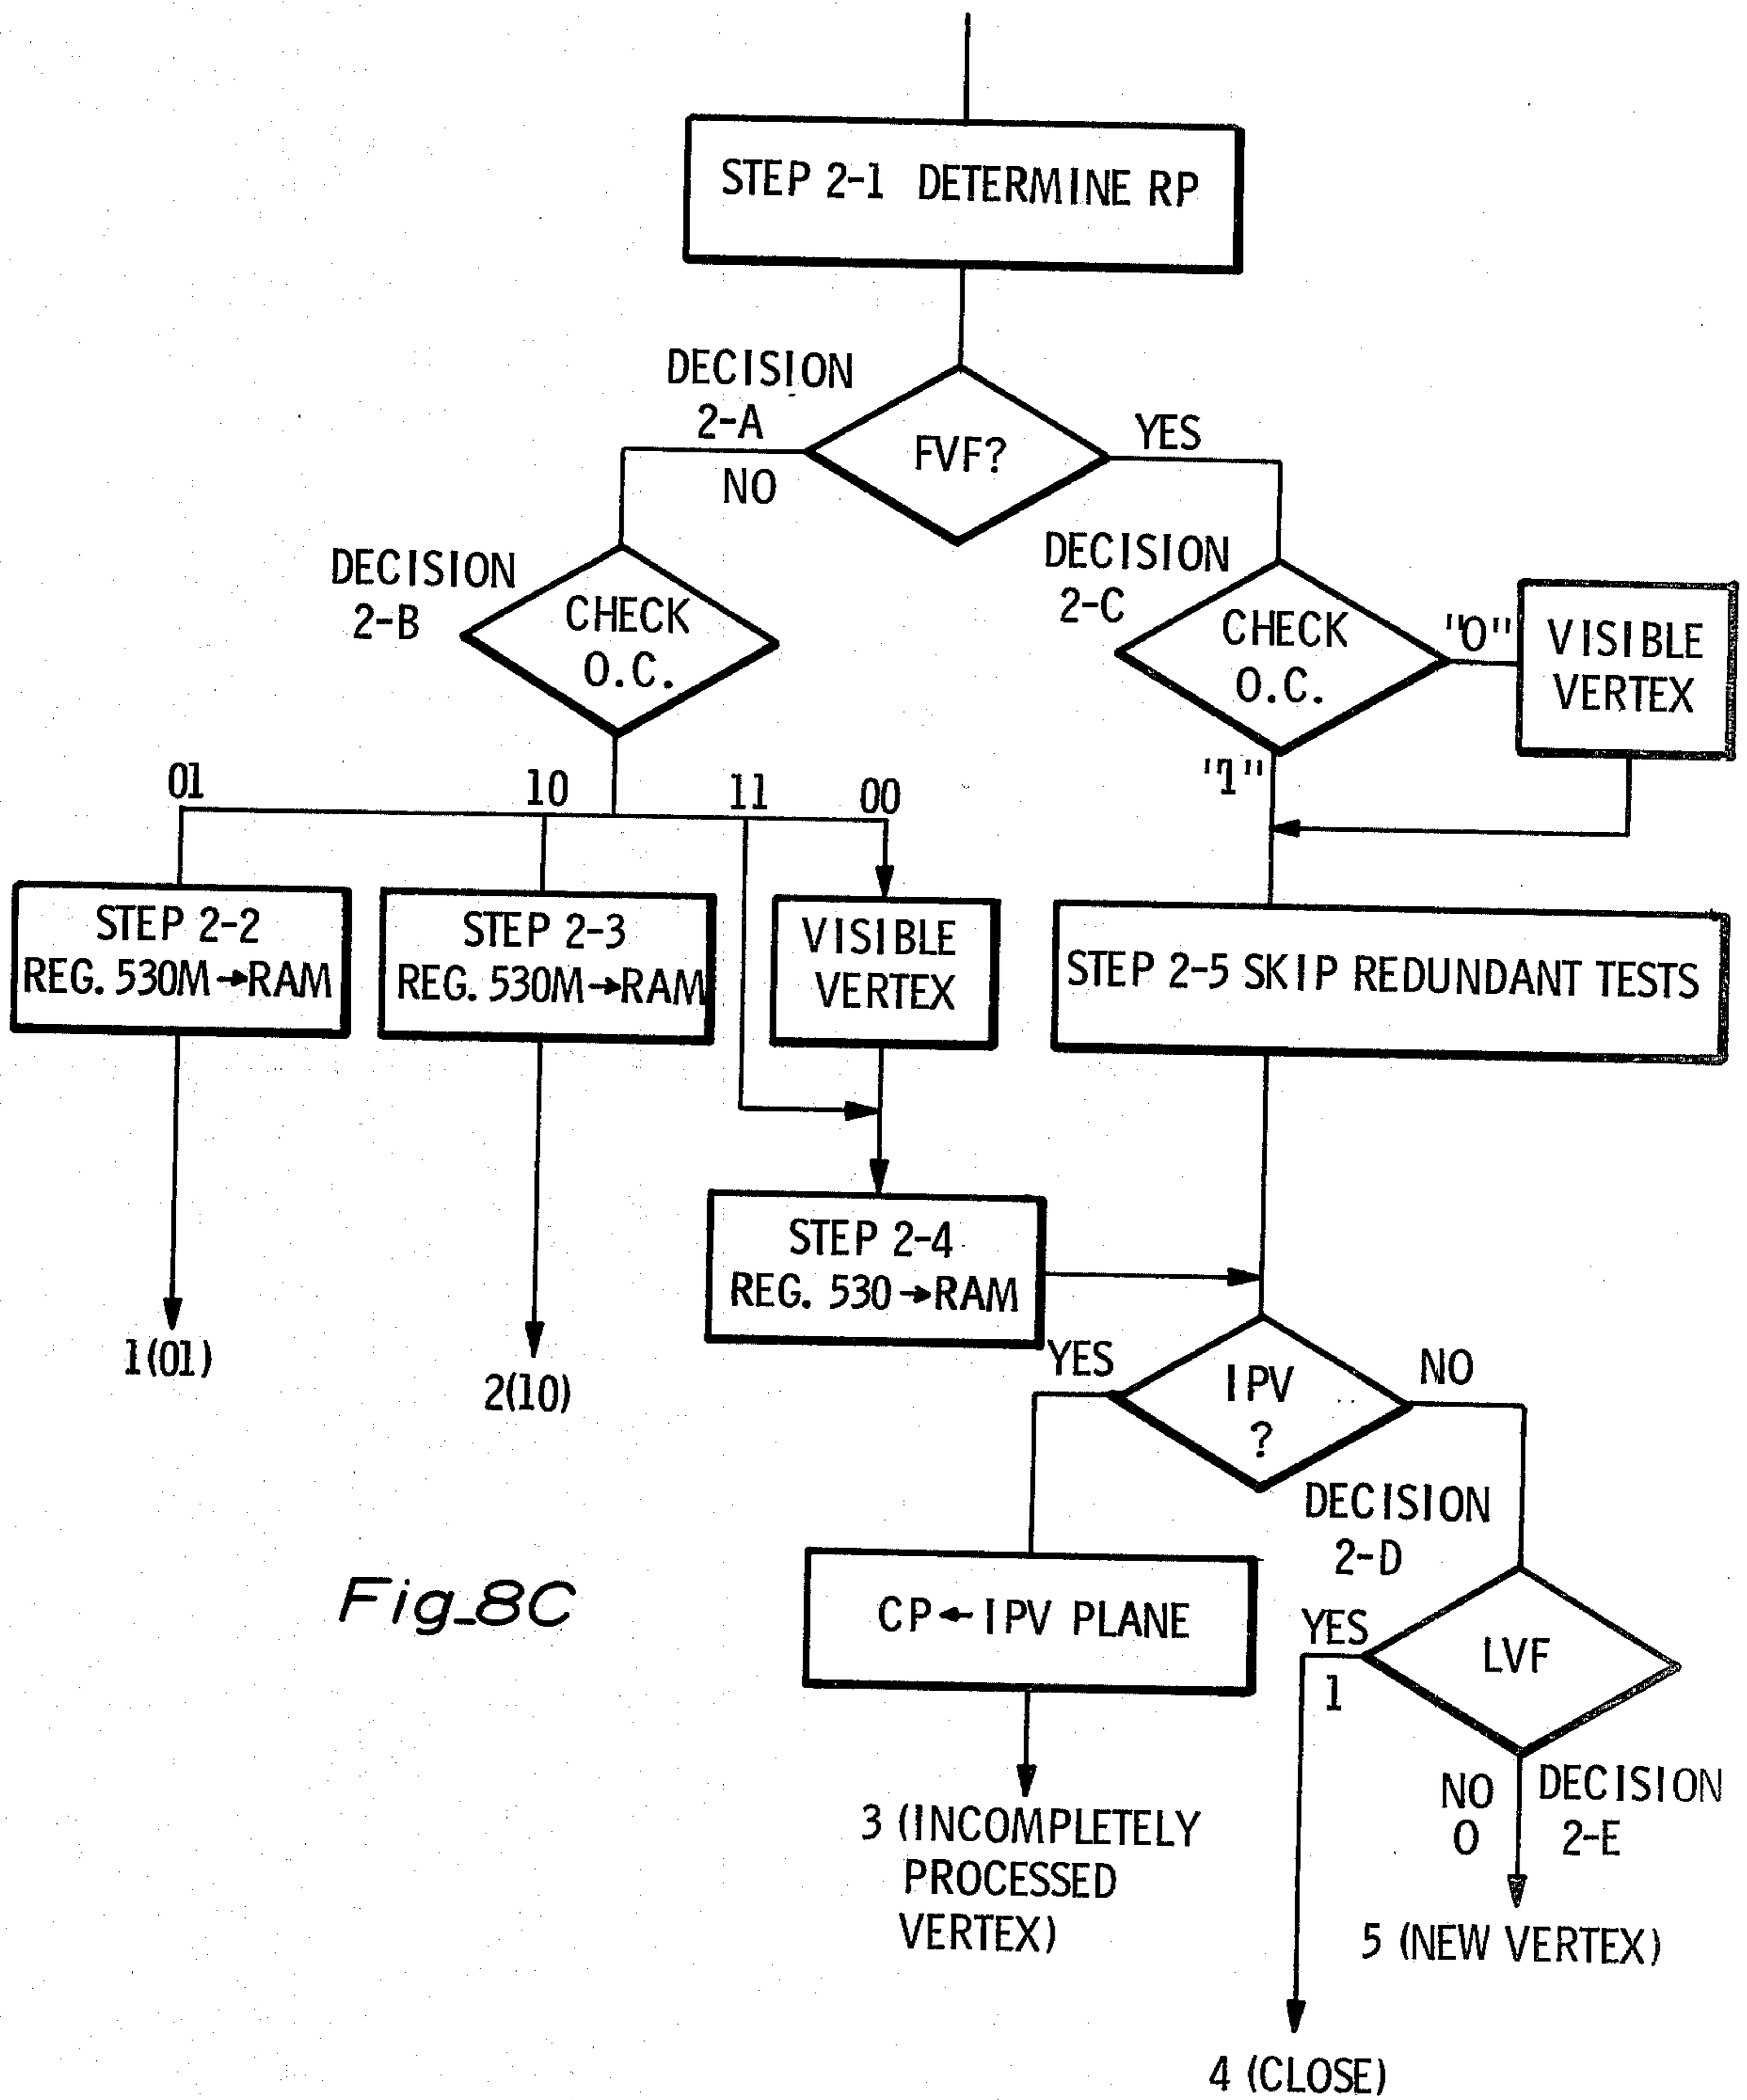 STEP 2-1 DETERMINE RP
DECISION
2-A
FVF?
YES
NO
DECISION
2-B
CHECK
O.C.
DECISION
2-C
CHECK
O.C.
"0"
VISIBLE
VERTEX
"1"
01
10
11
00
STEP 2-2
REG. 530M→RAM
STEP 2-3
REG. 530M→RAM
VISIBLE
VERTEX
STEP 2-5 SKIP REDUNDANT TESTS
STEP 2-4
REG. 530→RAM
1(01)
2(10)
YES
IPV
?
NO
DECISION
2-D
CP←IPV PLANE
YES
1
LVF
NO
0
DECISION
2-E
3 (INCOMPLETELY
PROCESSED
VERTEX)
5 (NEW VERTEX)
4 (CLOSE)
Fig_8C